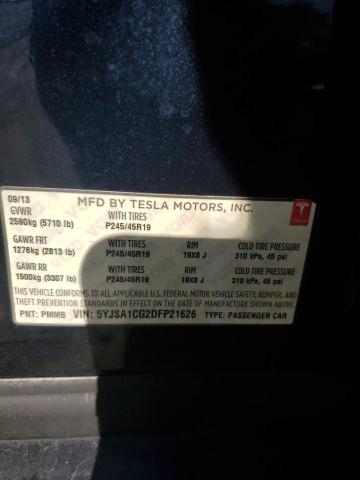 09/13 MFD BY TESLA MOTORS, INC.
GVWR WITH TIRES
2590kg (5710 lb) P245/45R19
TESLA
GAWR FRT WITH TIRES RIM COLD TIRE PRESSURE
1276kg (2813 lb) P245/45R19 19X8 J 310 kPa, 45 psi
GAWR RR WITH TIRES RIM COLD TIRE PRESSURE
1500kg (3307 lb) P245/45R19 19X8 J 310 kPa, 45 psi
THIS VEHICLE CONFORMS TO ALL APPLICABLE U.S. FEDERAL MOTOR VEHICLE SAFETY, BUMPER, AND
THEFT PREVENTION STANDARDS IN EFFECT ON THE DATE OF MANUFACTURE SHOWN ABOVE.
PNT: PMMB VIN: 5YJSA1CG2DFP21626 TYPE: PASSENGER CAR